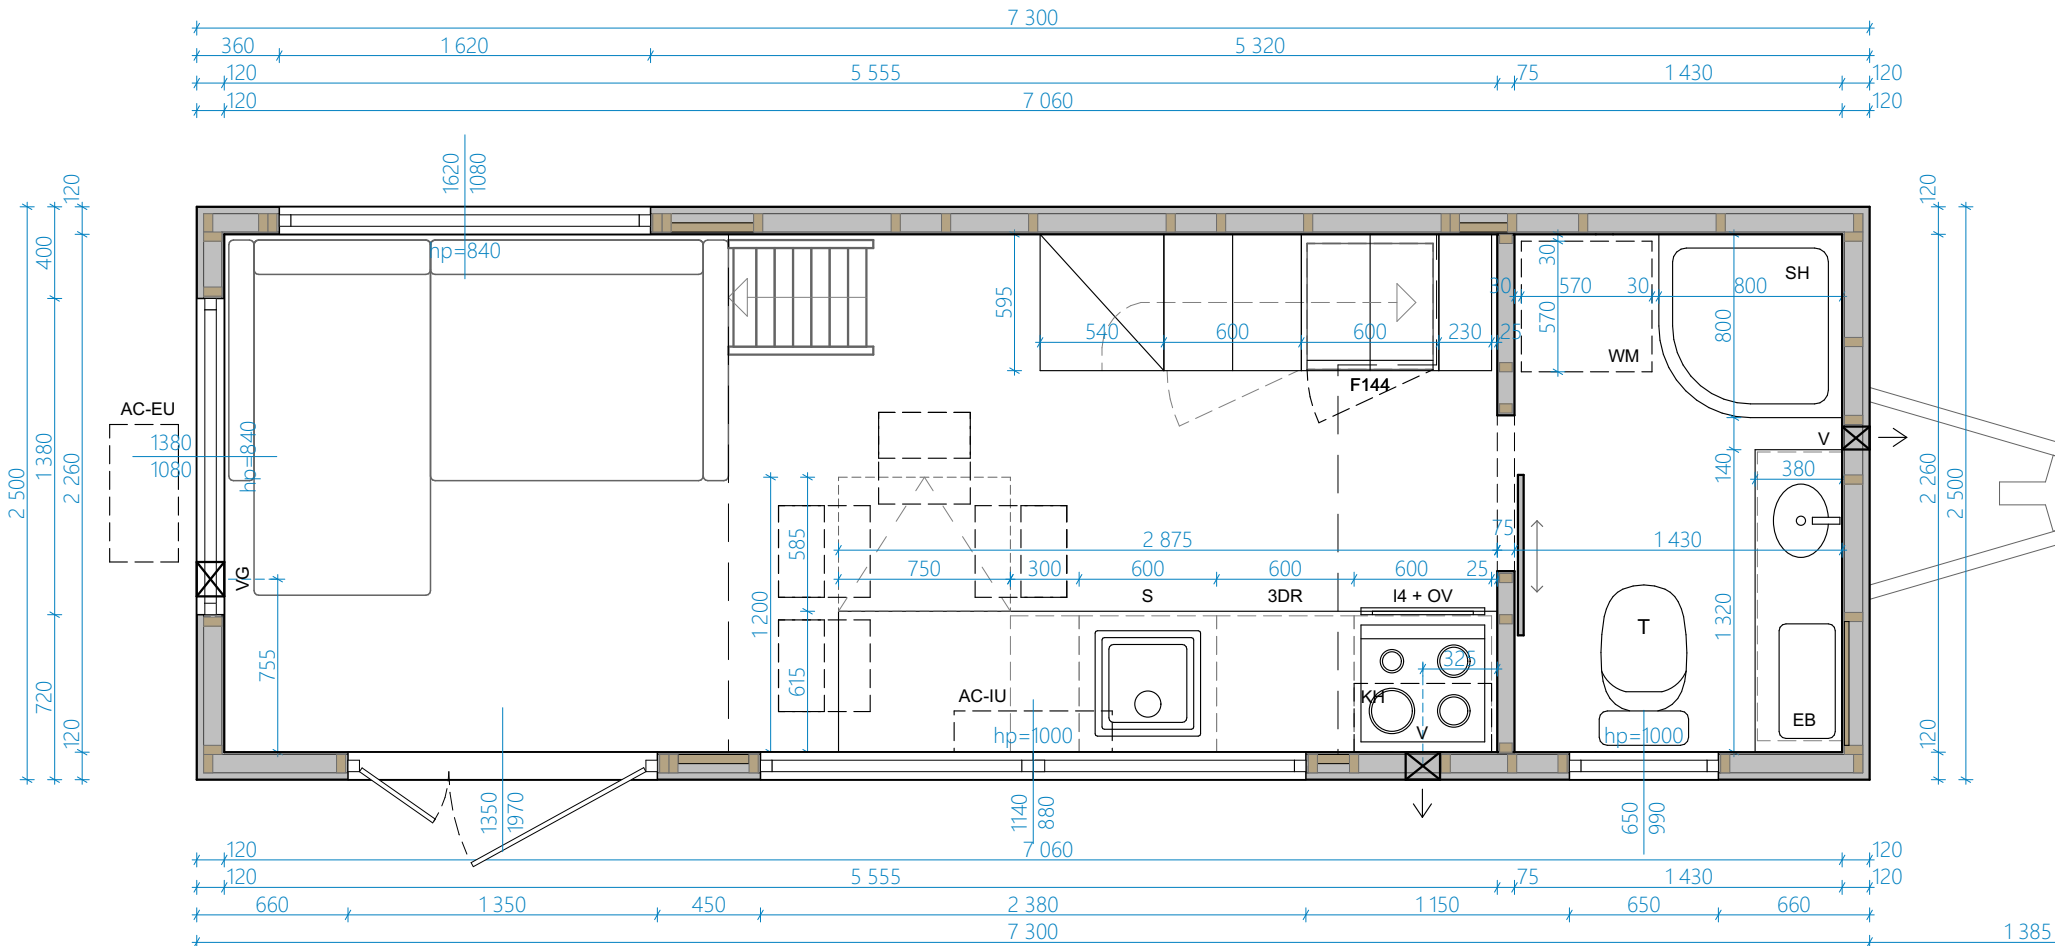 7 300
360 1 620 5 320
120 5 555 75 1 430 120
120 7 060 120
1620
1080
hp=840
120
400
1 380
2 500
2 260
720
120
AC-EU
1380
1080
hp=840
VG
755
595
540 600 600 230 25
F144
30
570
30 570 30 800
WM
SH
800
V
140
380
120
2 260
2 500
120
2 875 75 1 430
750 300 600 600 600 25
S 3DR I4 + OV
585
1 200
615
325
KH
V
AC-IU
hp=1000
T
1 320
EB
hp=1000
1350
1970
1140
880
650
990
120 7 060 120
120 5 555 75 1 430 120
660 1 350 450 2 380 1 150 650 660
7 300 1 385